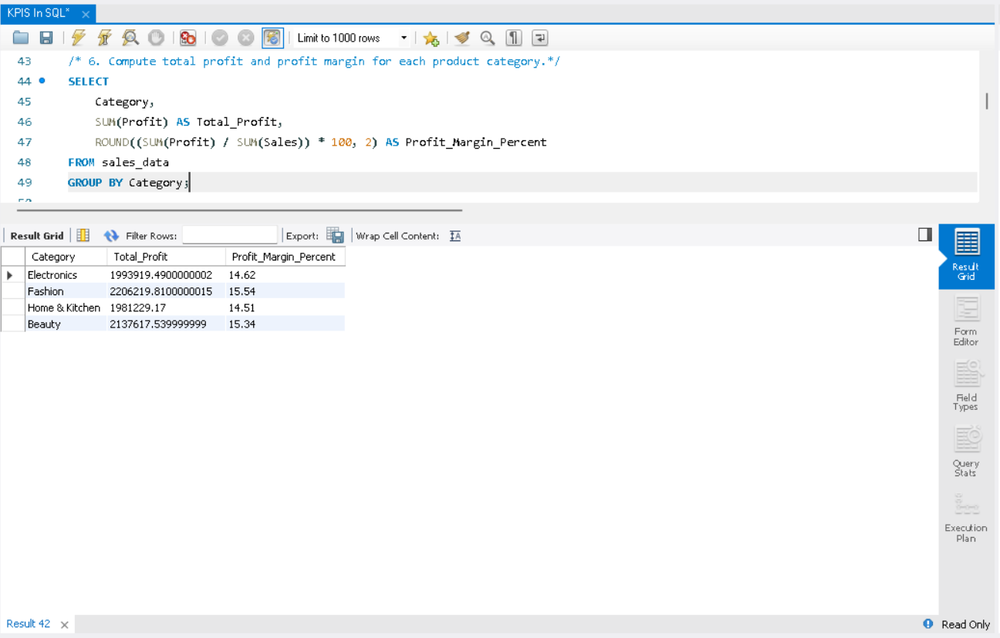 KPIS In SQL*
Limit to 1000 rows
43 /* 6. Compute total profit and profit margin for each product category.*/
44 SELECT
45 Category,
46 SUM(Profit) AS Total_Profit,
47 ROUND((SUM(Profit) / SUM(Sales)) * 100, 2) AS Profit_Margin_Percent
48 FROM sales_data
49 GROUP BY Category;
Result Grid Filter Rows: Export: Wrap Cell Content:
Category Total_Profit Profit_Margin_Percent
Electronics 1993919.4900000002 14.62
Fashion 2206219.8100000015 15.54
Home & Kitchen 1981229.17 14.51
Beauty 2137617.539999999 15.34
Result
Grid
Form
Editor
Field
Types
Query
Stats
Execution
Plan
Result 42
Read Only